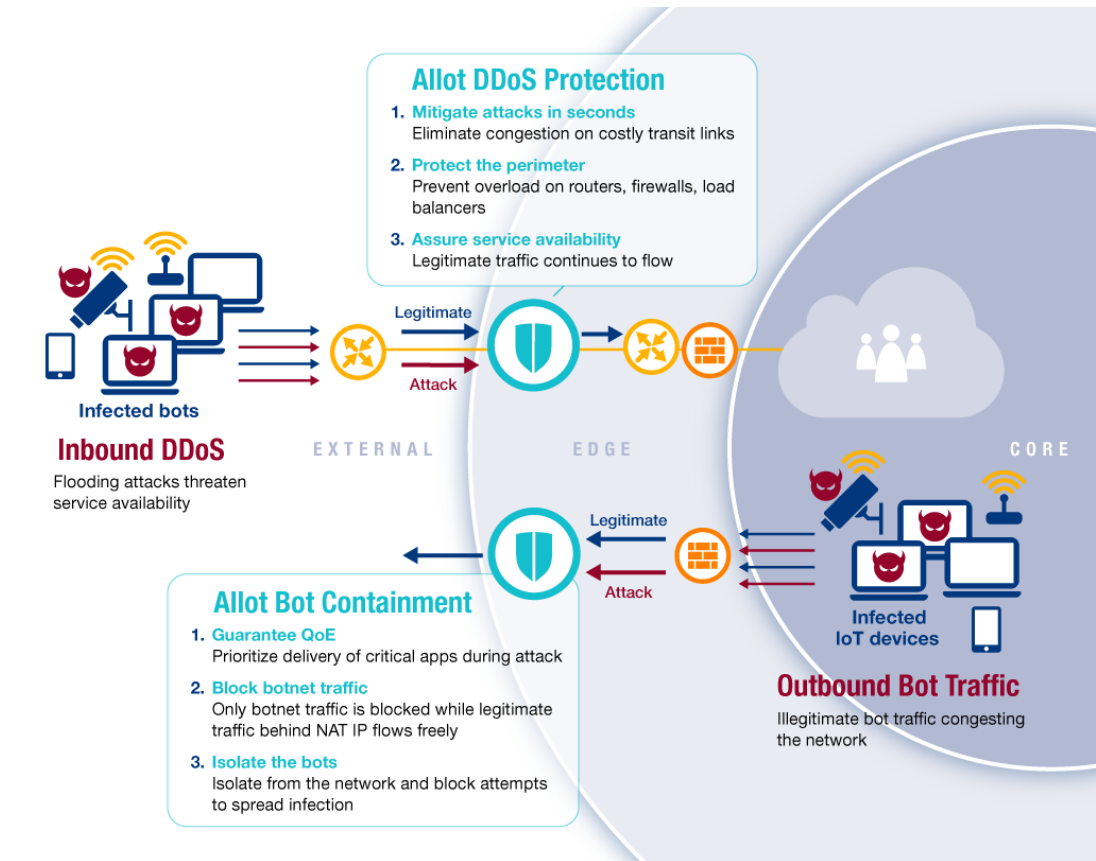 Allot DDoS Protection
1. Mitigate attacks in seconds
Eliminate congestion on costly transit links
2. Protect the perimeter
Prevent overload on routers, firewalls, load
balancers
3. Assure service availability
Legitimate traffic continues to flow
Legitimate
Attack
Infected bots
Inbound DDoS
Flooding attacks threaten
service availability
EXTERNAL
EDGE
CORE
Legitimate
Attack
Infected
IoT devices
Outbound Bot Traffic
Illegitimate bot traffic congesting
the network
Allot Bot Containment
1. Guarantee QoE
Prioritize delivery of critical apps during attack
2. Block botnet traffic
Only botnet traffic is blocked while legitimate
traffic behind NAT IP flows freely
3. Isolate the bots
Isolate from the network and block attempts
to spread infection